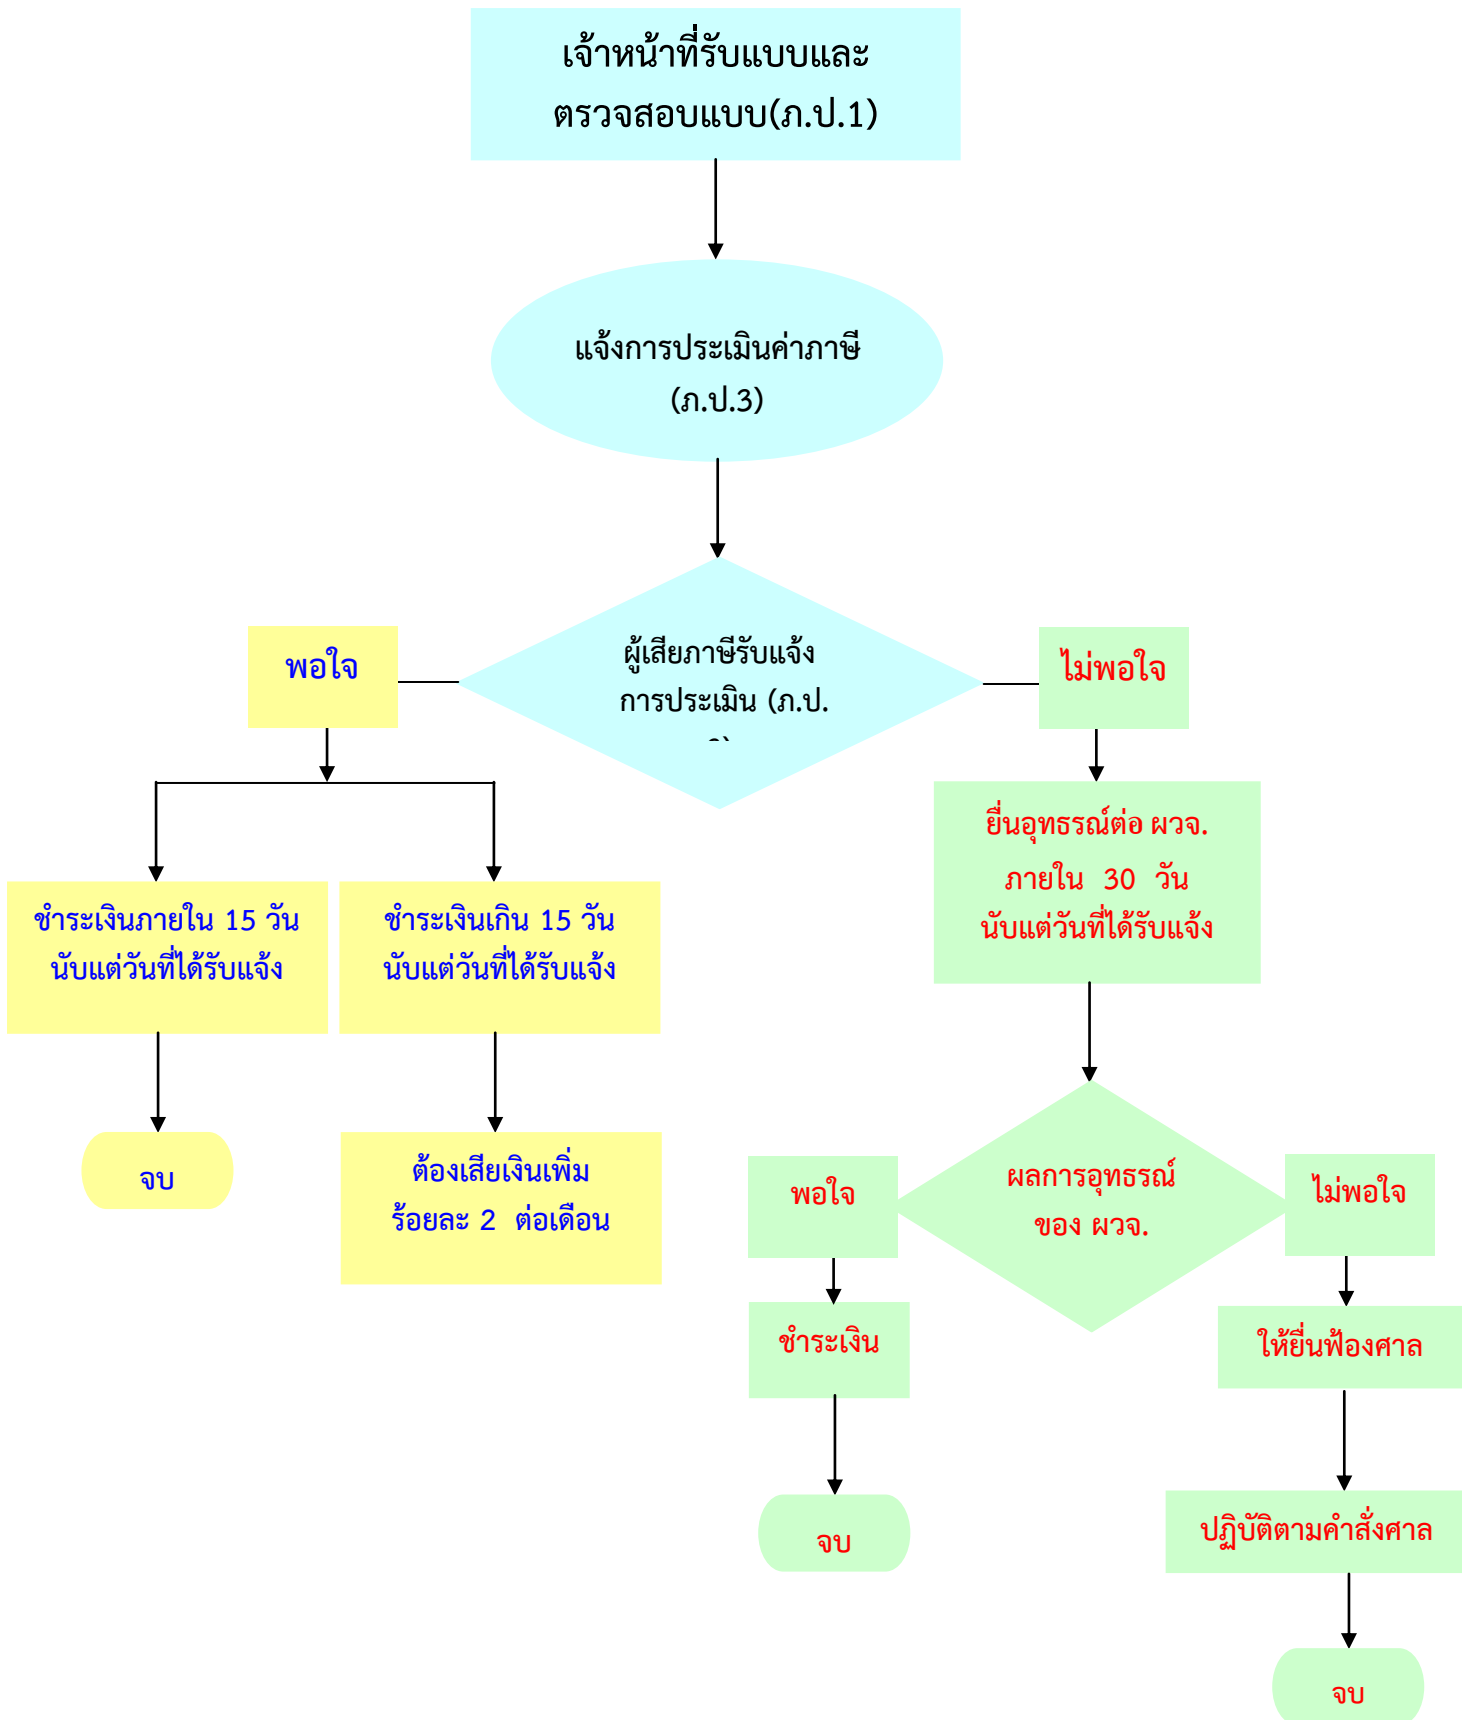 เจ้าหน้าที่รับแบบและ
ตรวจสอบแบบ(ภ.ป.1)
แจ้งการประเมินค่าภาษี
(ภ.ป.3)
ผู้เสียภาษีรับแจ้ง
การประเมิน (ภ.ป.
พอใจ
ไม่พอใจ
ชำระเงินภายใน 15 วัน
นับแต่วันที่ได้รับแจ้ง
ชำระเงินเกิน 15 วัน
นับแต่วันที่ได้รับแจ้ง
ยื่นอุทธรณ์ต่อ ผวจ.
ภายใน 30 วัน
นับแต่วันที่ได้รับแจ้ง
จบ
ต้องเสียเงินเพิ่ม
ร้อยละ 2 ต่อเดือน
พอใจ
ผลการอุทธรณ์
ของ ผวจ.
ไม่พอใจ
ชำระเงิน
ให้ยื่นฟ้องศาล
จบ
ปฏิบัติตามคำสั่งศาล
จบ